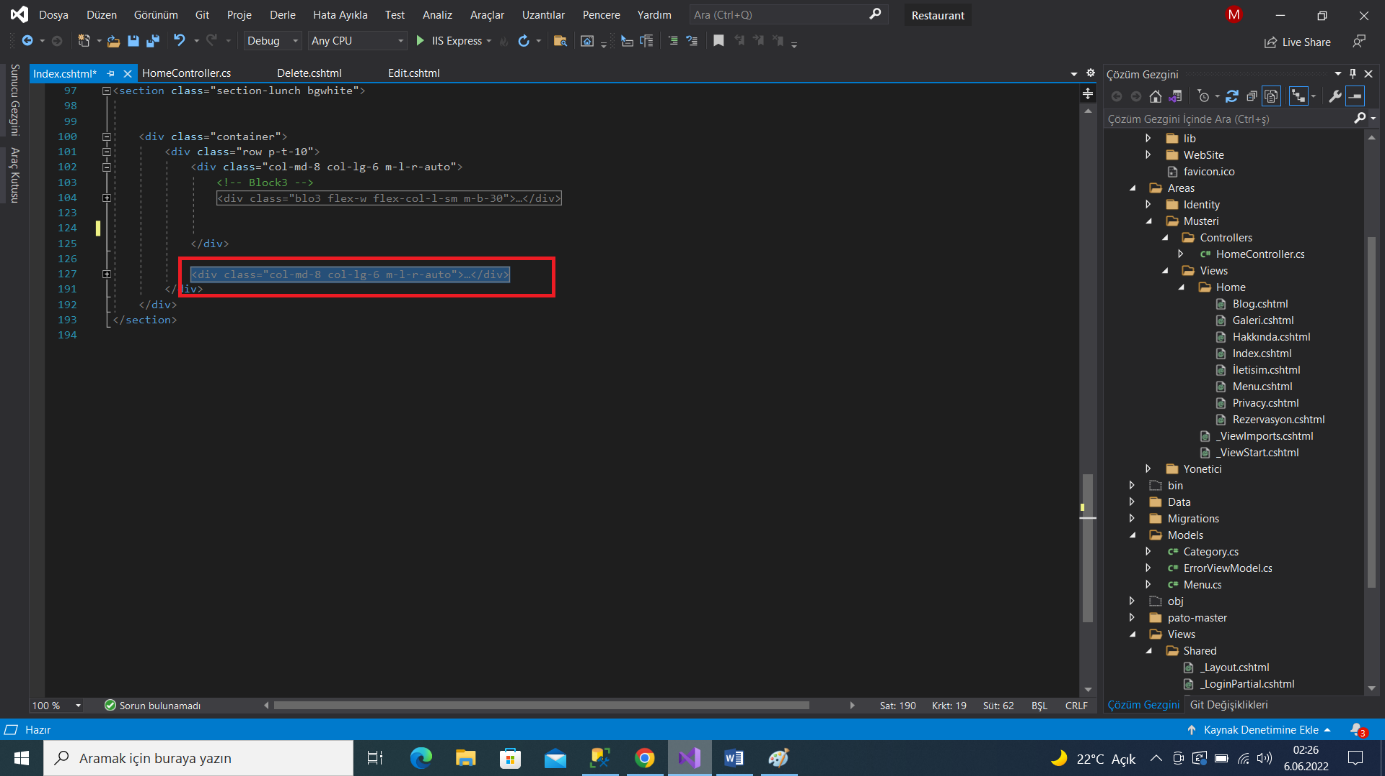 Dosya Düzen Görünüm Git Proje Derle Hata Ayıkla Test Analiz Araçlar Uzantılar Pencere Yardım Ara (Ctrl+Q) Restaurant M
Debug Any CPU IIS Express Live Share
Sunucu Gezgini
Araç Kutusu
Index.cshtml* HomeController.cs Delete.cshtml Edit.cshtml
97 <section class="section-lunch bgwhite">
98
99
100 <div class="container">
101 <div class="row p-t-10">
102 <div class="col-md-8 col-lg-6 m-l-r-auto">
103 <!-- Block3 -->
104 <div class="blo3 flex-w flex-col-l-sm m-b-30">…</div>
123
124
125 </div>
126
127 <div class="col-md-8 col-lg-6 m-l-r-auto">…</div>
191 </div>
192 </div>
193 </section>
194
100 % Sorun bulunamadı Sat: 190 Krkt: 19 Süt: 62 BŞL CRLF
Çözüm Gezgini
Çözüm Gezgini İçinde Ara (Ctrl+ş)
lib
WebSite
favicon.ico
Areas
Identity
Musteri
Controllers
C# HomeController.cs
Views
Home
Blog.cshtml
Galeri.cshtml
Hakkında.cshtml
Index.cshtml
İletisim.cshtml
Menu.cshtml
Privacy.cshtml
Rezervasyon.cshtml
_ViewImports.cshtml
_ViewStart.cshtml
Yonetici
bin
Data
Migrations
Models
C# Category.cs
C# ErrorViewModel.cs
C# Menu.cs
obj
pato-master
Views
Shared
_Layout.cshtml
_LoginPartial.cshtml
Çözüm Gezgini Git Değişiklikleri
Hazır Kaynak Denetimine Ekle 3
Aramak için buraya yazın 22°C Açık 02:26
6.06.2022